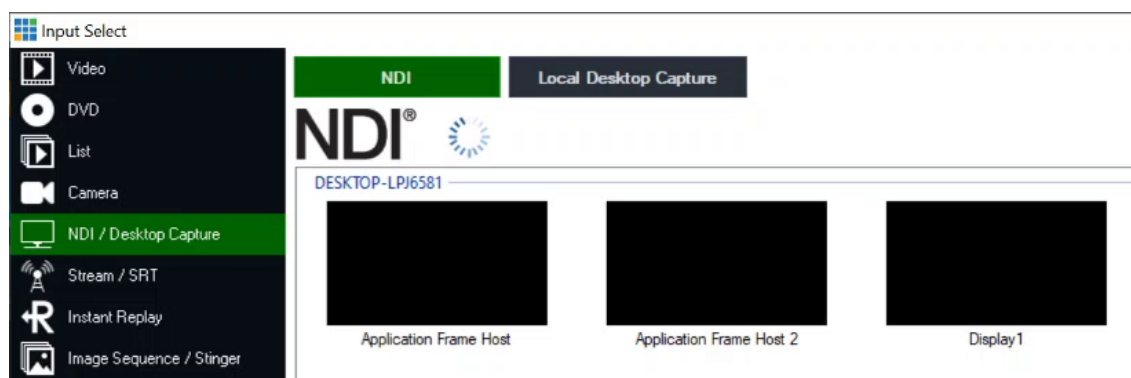 Input Select
Video
DVD
List
Camera
NDI / Desktop Capture
Stream / SRT
Instant Replay
Image Sequence / Stinger
NDI
Local Desktop Capture
NDI®
DESKTOP-LPJ6581
Application Frame Host
Application Frame Host 2
Display1